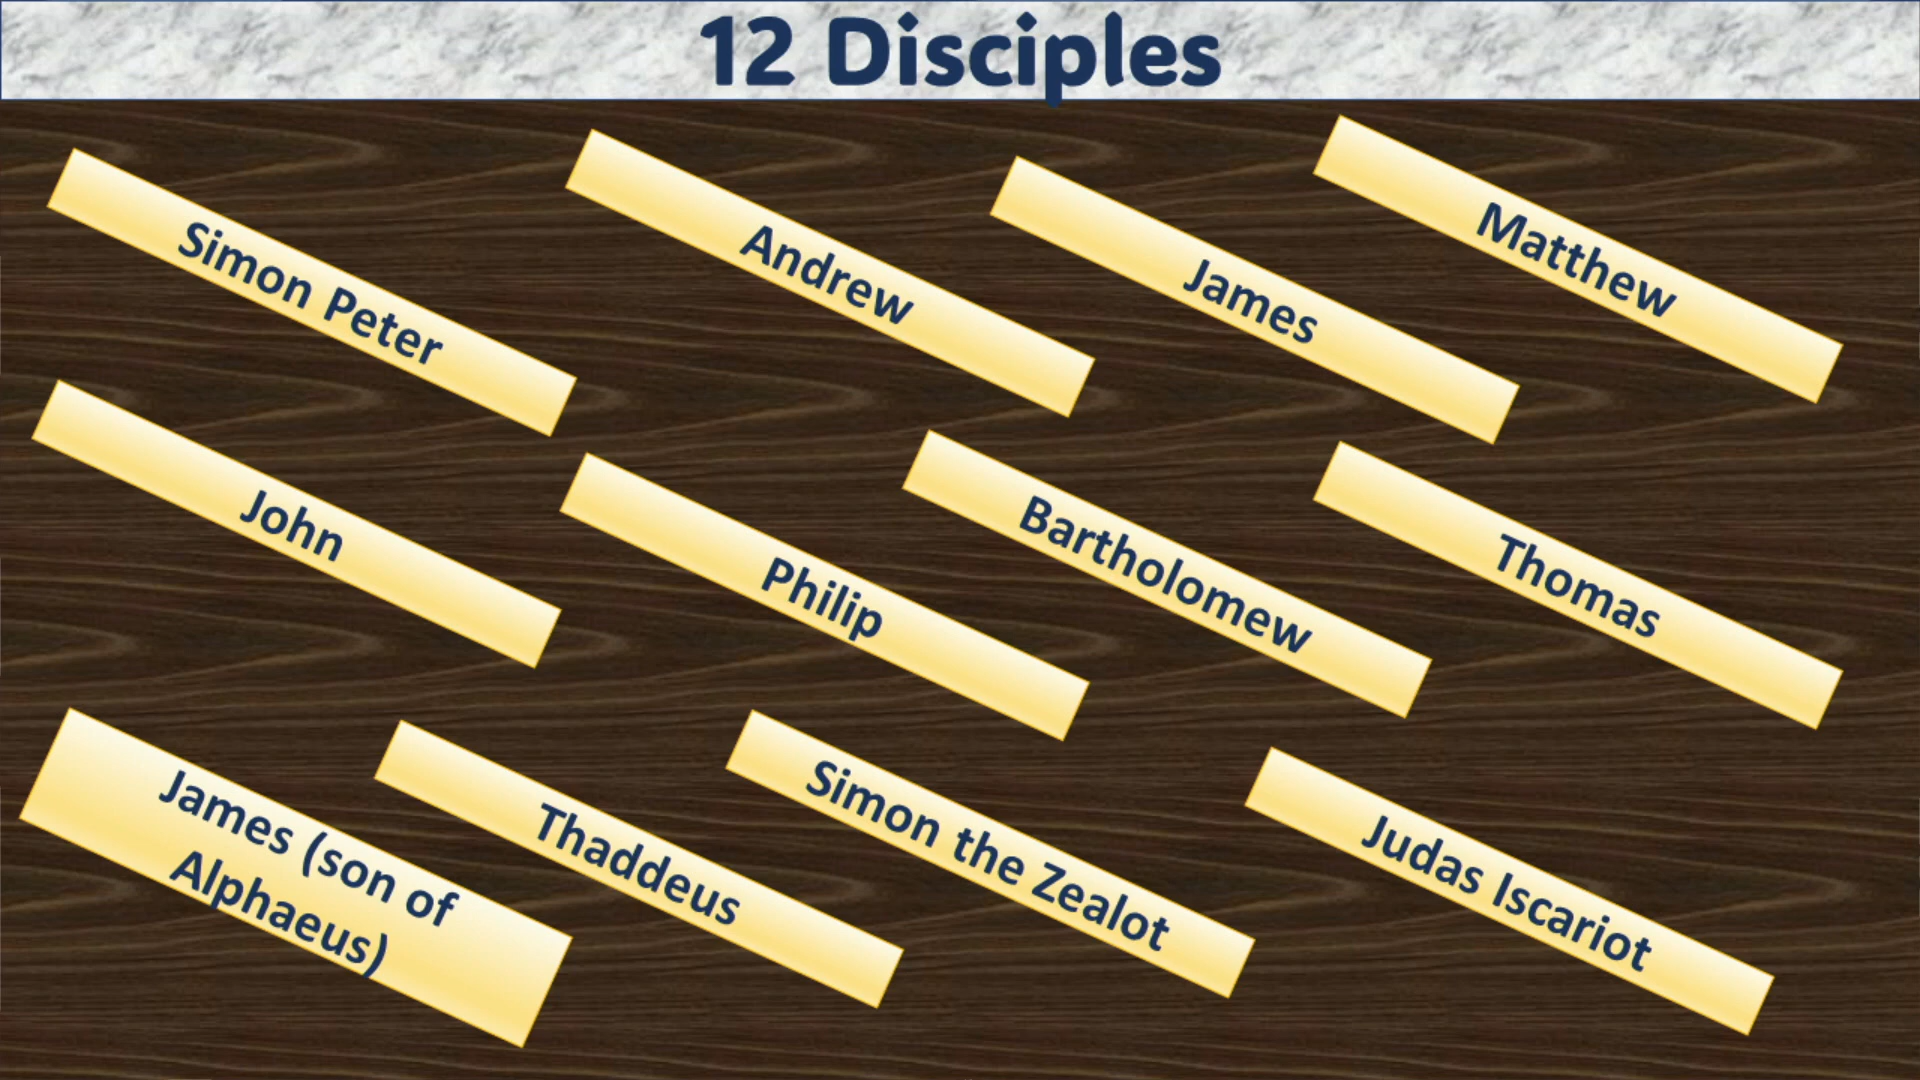 12 Disciples
Simon Peter
Andrew
James
Matthew
John
Philip
Bartholomew
Thomas
James (son of
Alphaeus)
Thaddeus
Simon the Zealot
Judas Iscariot